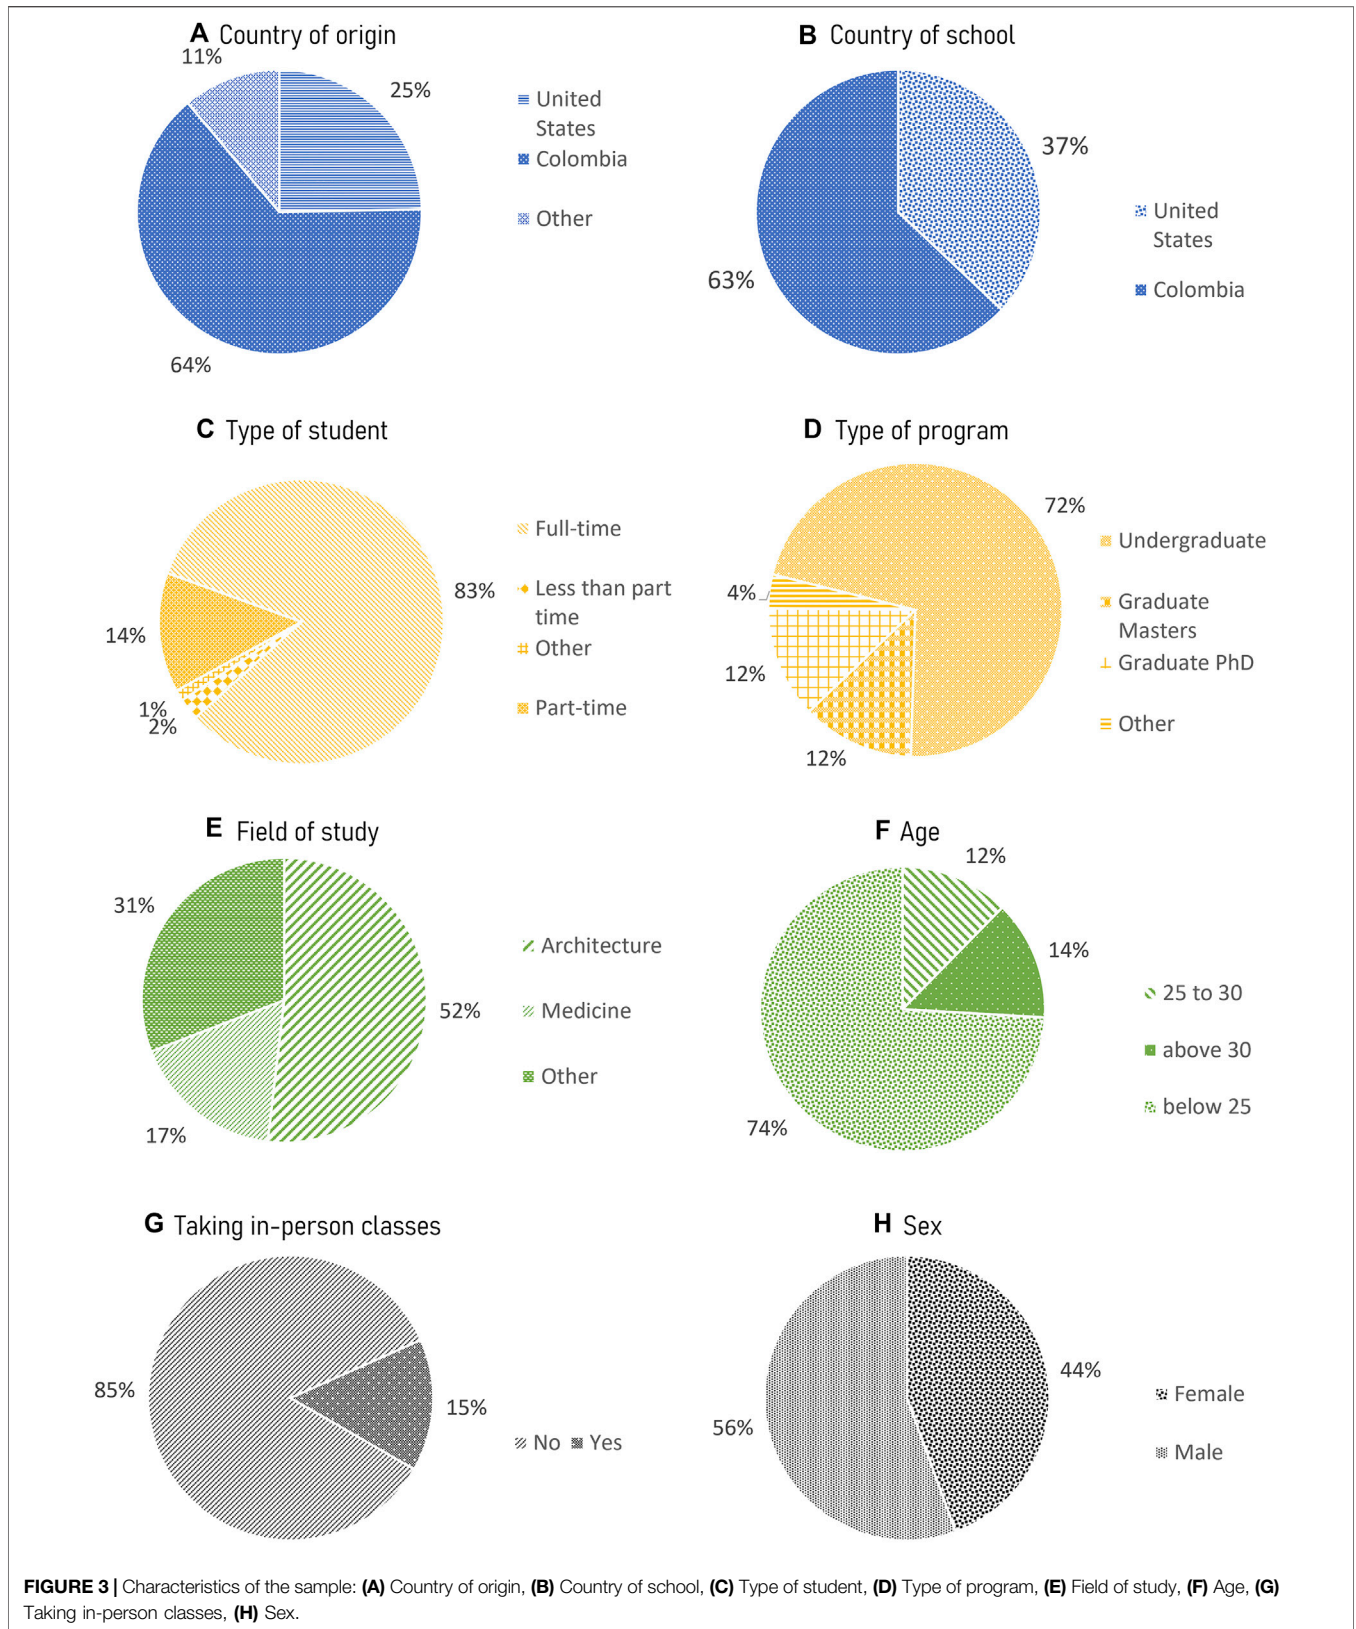 A Country of origin
11%
25%
United
States
Colombia
Other
64%
B Country of school
37%
United
States
Colombia
63%
C Type of student
Full-time
83%
Less than part
time
14%
Other
1%
2%
Part-time
D Type of program
72%
Undergraduate
4%
Graduate
Masters
Graduate PhD
12%
Other
12%
E Field of study
31%
Architecture
52%
Medicine
Other
17%
F Age
12%
14%
25 to 30
above 30
below 25
74%
G Taking in-person classes
85%
15%
No Yes
H Sex
44%
Female
56%
Male
FIGURE 3 | Characteristics of the sample: (A) Country of origin, (B) Country of school, (C) Type of student, (D) Type of program, (E) Field of study, (F) Age, (G)
Taking in-person classes, (H) Sex.